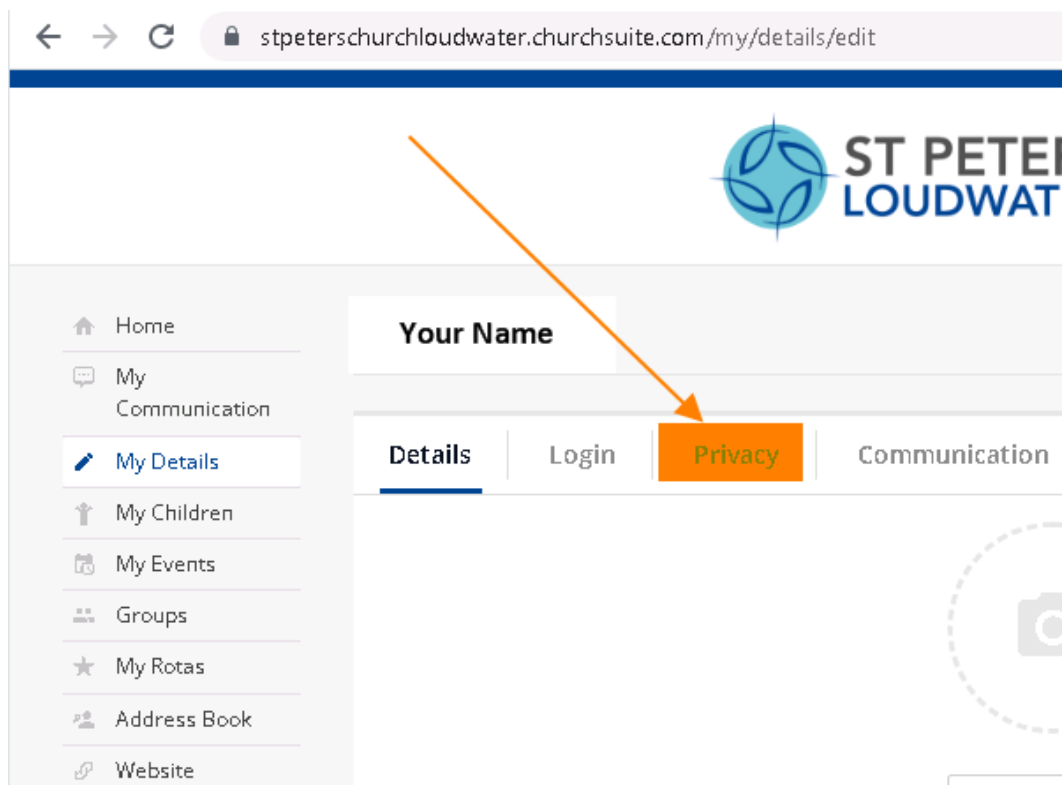 stpeterschurchloudwater.churchsuite.com/my/details/edit
ST PETER
LOUDWAT
Home
My
Communication
My Details
My Children
My Events
Groups
My Rotas
Address Book
Website
Your Name
Details Login Privacy Communication